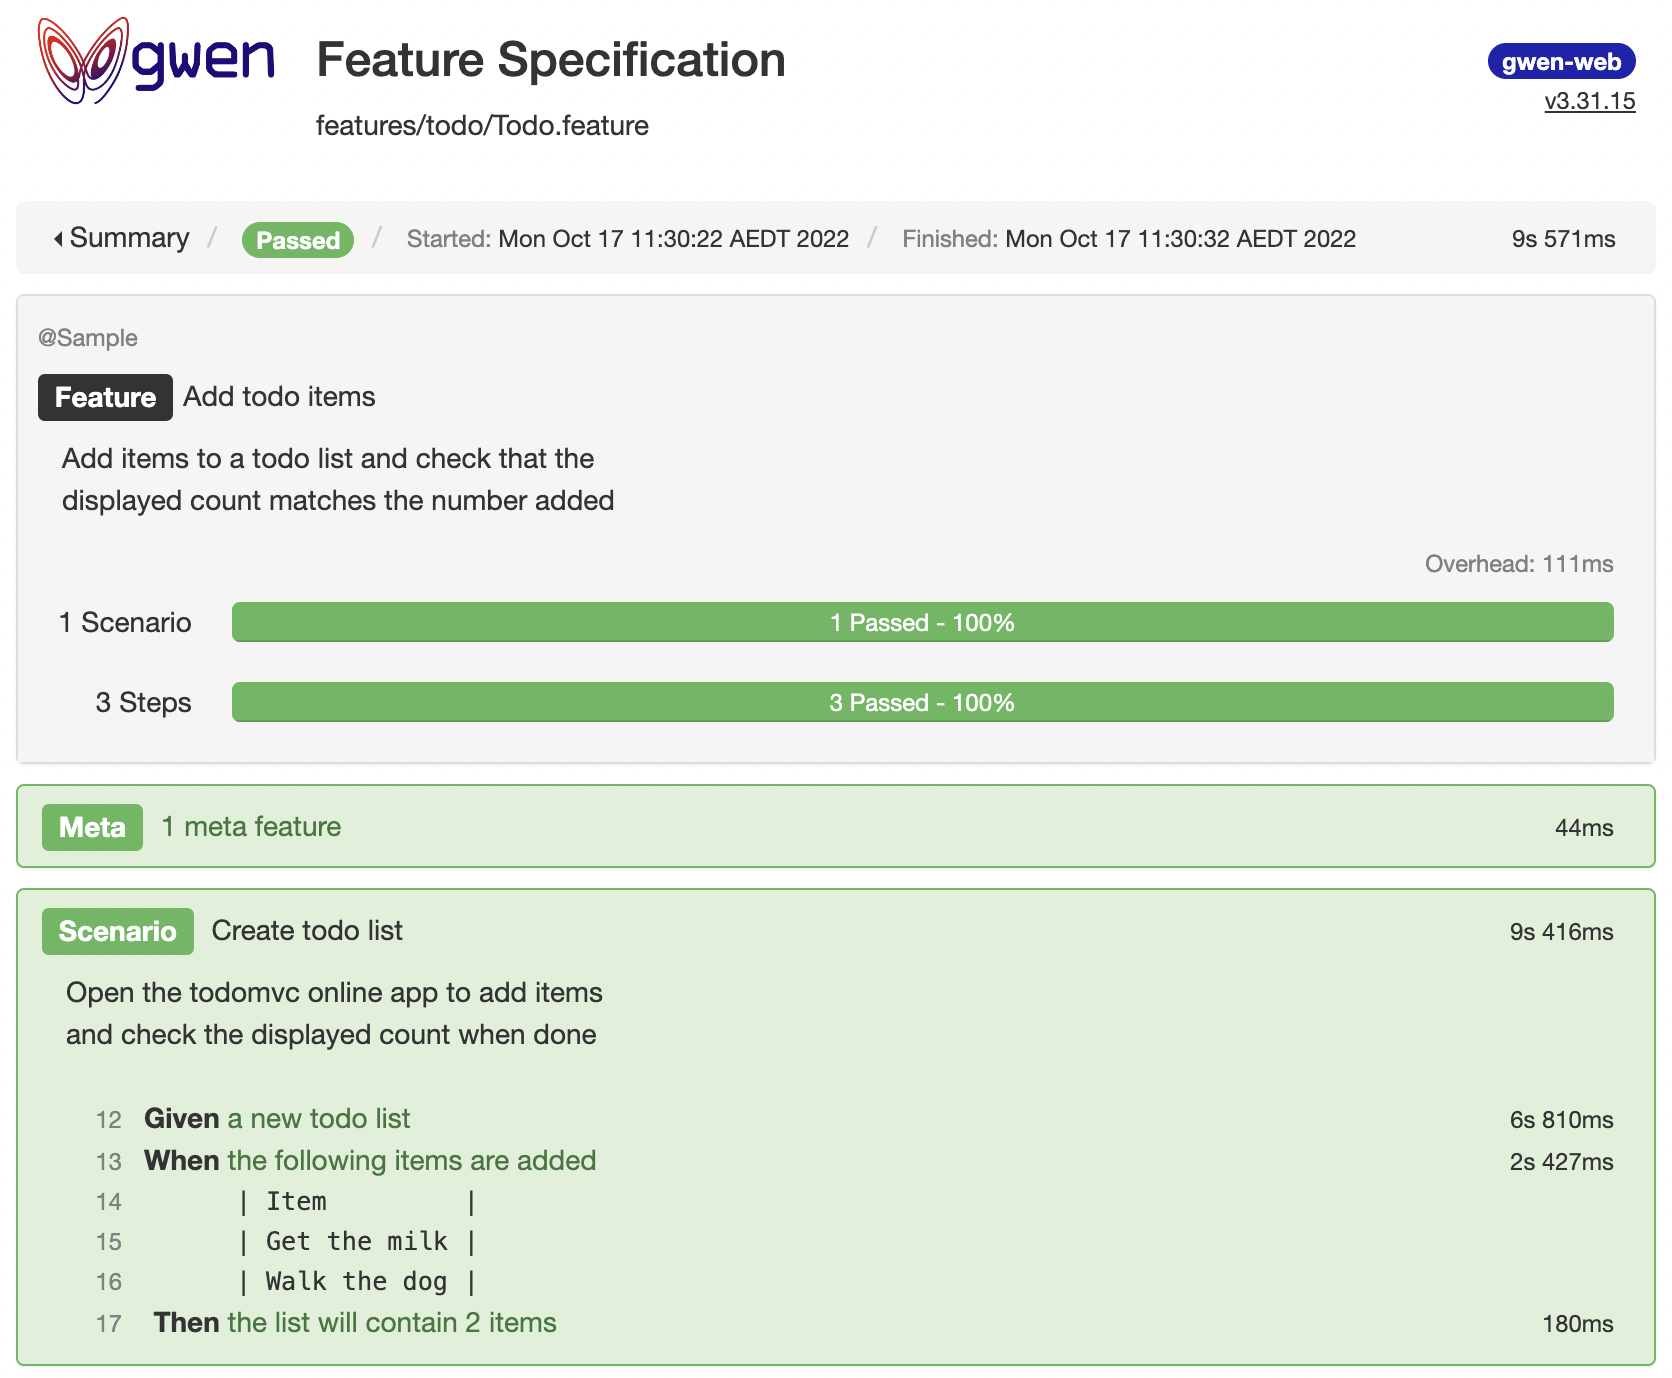 gwen
Feature Specification
gwen-web
v3.31.15
features/todo/Todo.feature
Summary / Passed / Started: Mon Oct 17 11:30:22 AEDT 2022 / Finished: Mon Oct 17 11:30:32 AEDT 2022 9s 571ms
@Sample
Feature Add todo items
Add items to a todo list and check that the
displayed count matches the number added
Overhead: 111ms
1 Scenario 1 Passed - 100%
3 Steps 3 Passed - 100%
Meta 1 meta feature 44ms
Scenario Create todo list 9s 416ms
Open the todomvc online app to add items
and check the displayed count when done
12 Given a new todo list 6s 810ms
13 When the following items are added 2s 427ms
14 | Item |
15 | Get the milk |
16 | Walk the dog |
17 Then the list will contain 2 items 180ms